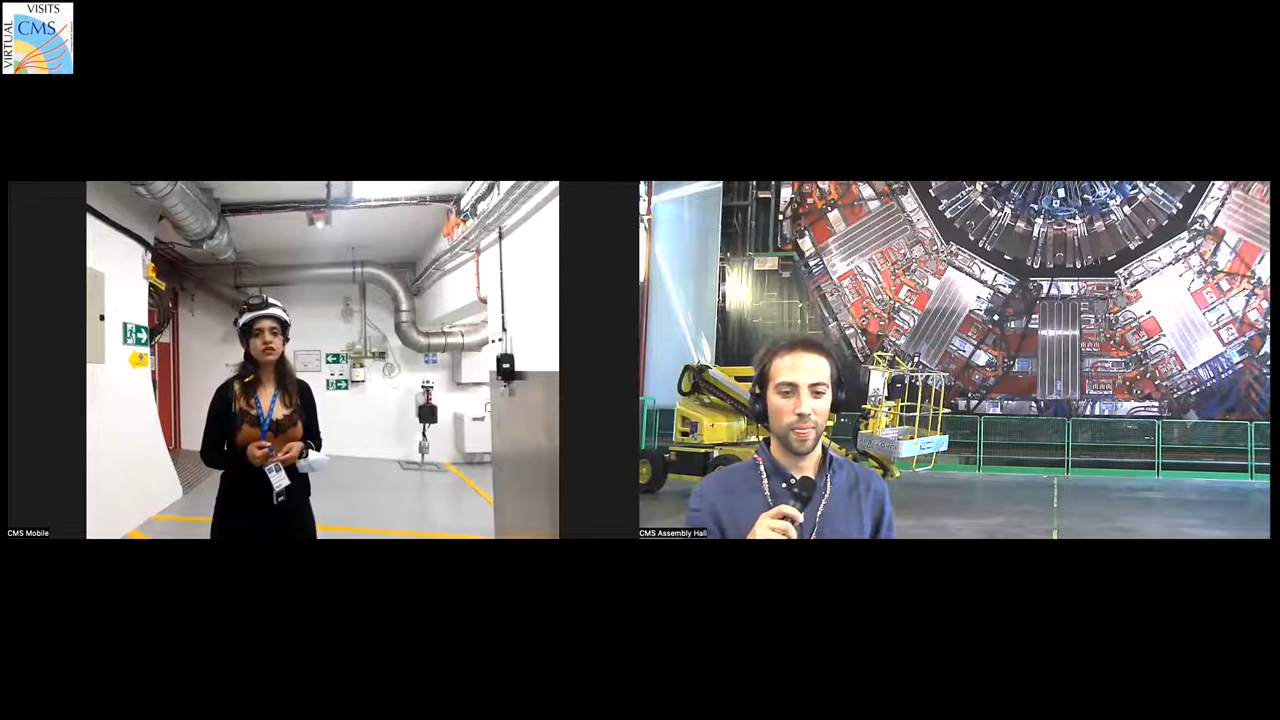 VISITS
VIRTUAL
CMS
CMS Mobile
CMS Assembly Hall